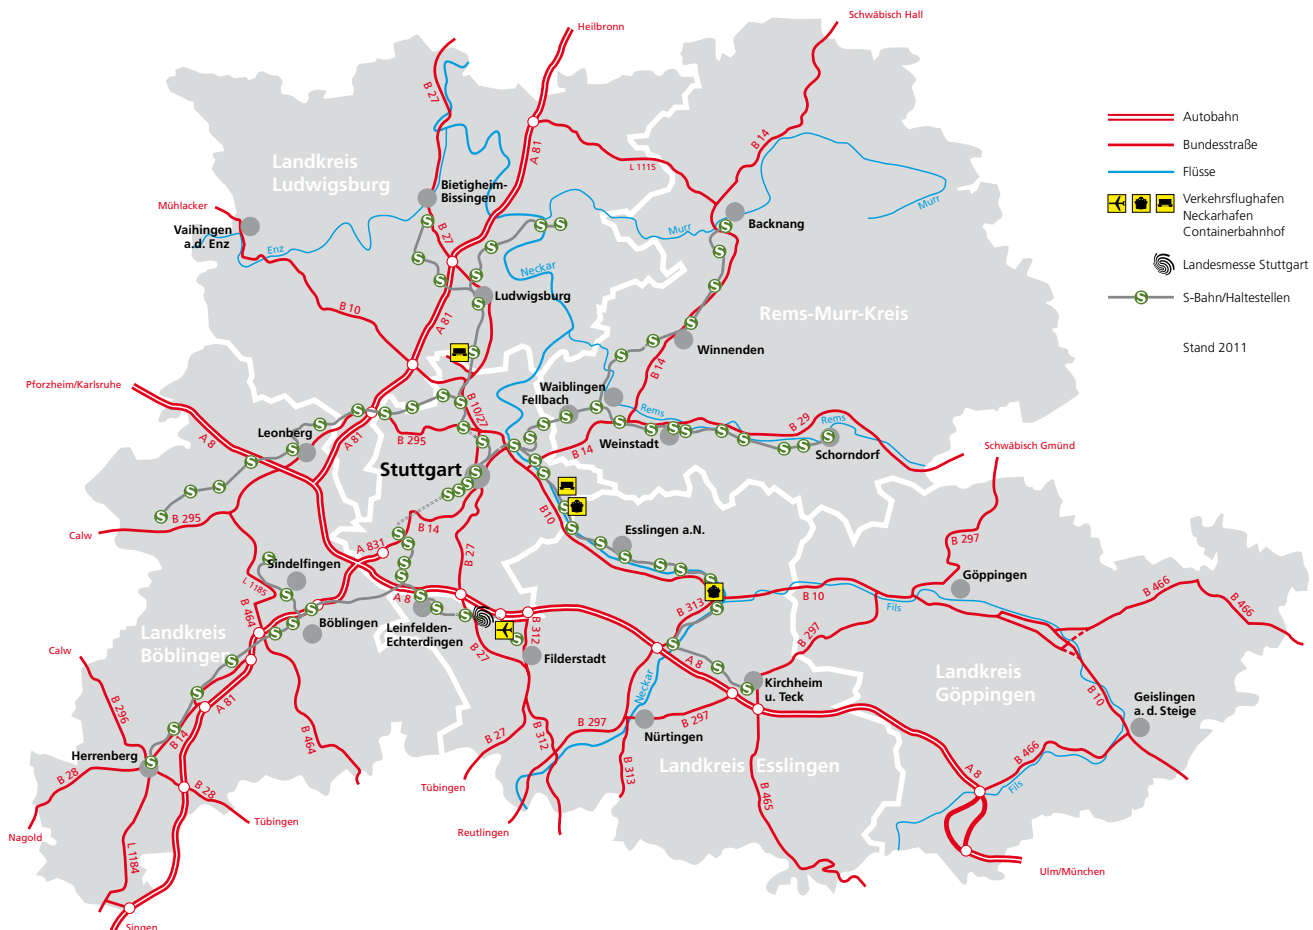 Heilbronn
Schwäbisch Hall
B 27
A 81
B 14
L 1115
Landkreis
Ludwigsburg
Bietigheim-
Bissingen
Mühlacker
Vaihingen
a.d. Enz
Enz
B 27
Neckar
Murr
Murr
Backnang
Ludwigsburg
B 10
A 81
Rems-Murr-Kreis
Winnenden
B 14
Pforzheim/Karlsruhe
Waiblingen
Fellbach
Rems
B 29
Rems
B 10/27
Leonberg
A 8
A 81
B 295
Weinstadt
Schorndorf
B 14
Stuttgart
Schwäbisch Gmünd
Calw
B 295
B 14
B 10
Esslingen a.N.
A 831
B 27
B 297
Sindelfingen
L 1185
Göppingen
B 466
B 466
A 8
B 464
B 313
B 10
Fils
Böblingen
Leinfelden-
Echterdingen
B 312
B 297
Landkreis
Böblingen
B 27
Filderstadt
Calw
A 8
Kirchheim
u. Teck
Landkreis
Göppingen
Neckar
B 10
Geislingen
a. d. Steige
B 296
A 81
B 464
B 14
B 27
B 312
B 297
B 297
Nürtingen
Herrenberg
B 28
B 28
B 313
Landkreis Esslingen
B 465
A 8
B 466
Fils
Tübingen
Tübingen
Reutlingen
Nagold
L 1184
Ulm/München
Singen
Autobahn
Bundesstraße
Flüsse
Verkehrsflughafen
Neckarhafen
Containerbahnhof
Landesmesse Stuttgart
S S-Bahn/Haltestellen
Stand 2011